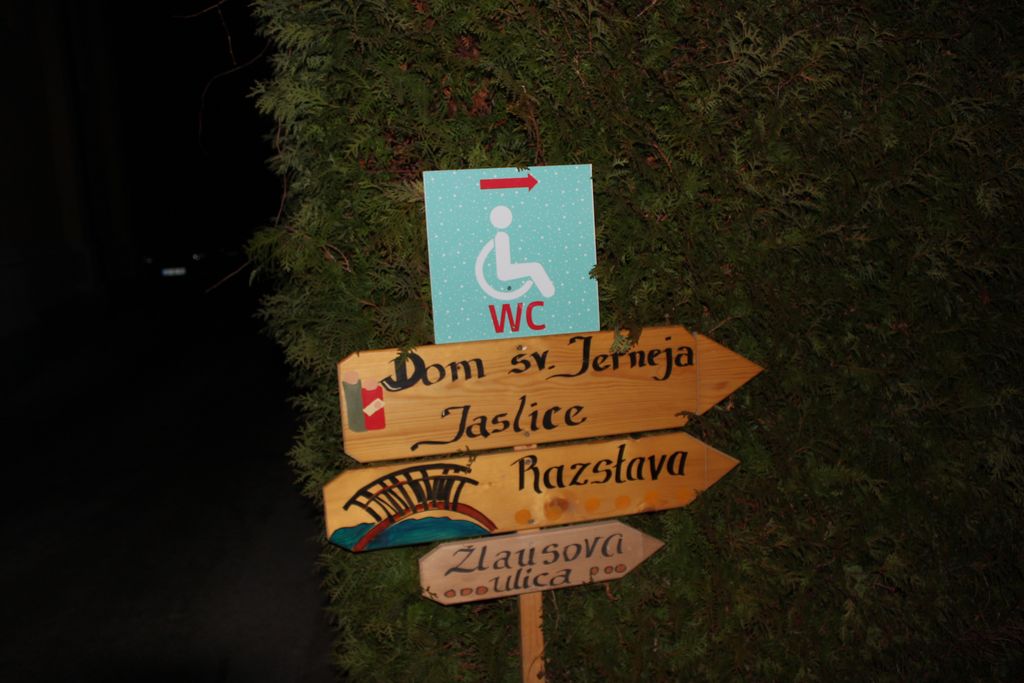 WC
Dom sv. Jerneja
Jaslice
Razstava
Žlausova
ulica